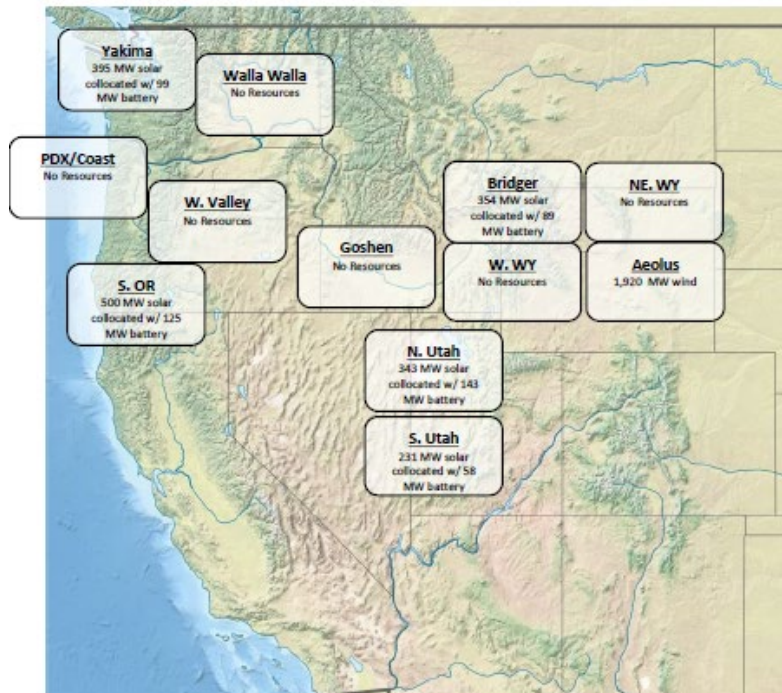 Yakima
395 MW solar
collocated w/ 99
MW battery
Walla Walla
No Resources
PDX/Coast
No Resources
W. Valley
No Resources
Bridger
354 MW solar
collocated w/ 89
MW battery
NE. WY
No Resources
Goshen
No Resources
W. WY
No Resources
Aeolus
1,920 MW wind
S. OR
500 MW solar
collocated w/ 125
MW battery
N. Utah
343 MW solar
collocated w/ 143
MW battery
S. Utah
231 MW solar
collocated w/ 58
MW battery